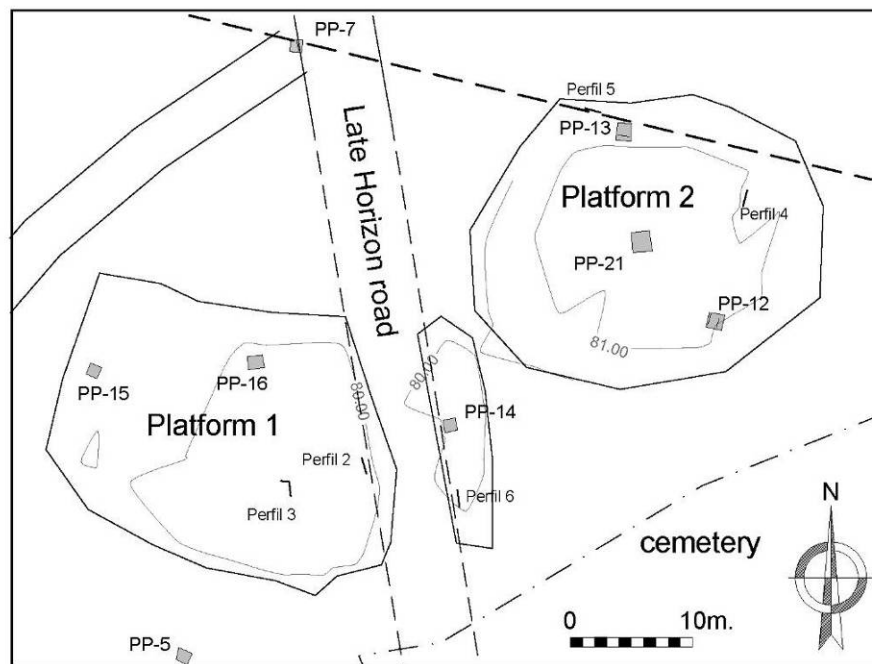 PP-7
Perfil 5
PP-13
Late Horizon road
Platform 2
Perfil 4
PP-21
PP-12
81.00
80.00
80.00
PP-15
PP-16
PP-14
Platform 1
Perfil 2
Perfil 3
Perfil 6
N
cemetery
0 10m.
PP-5